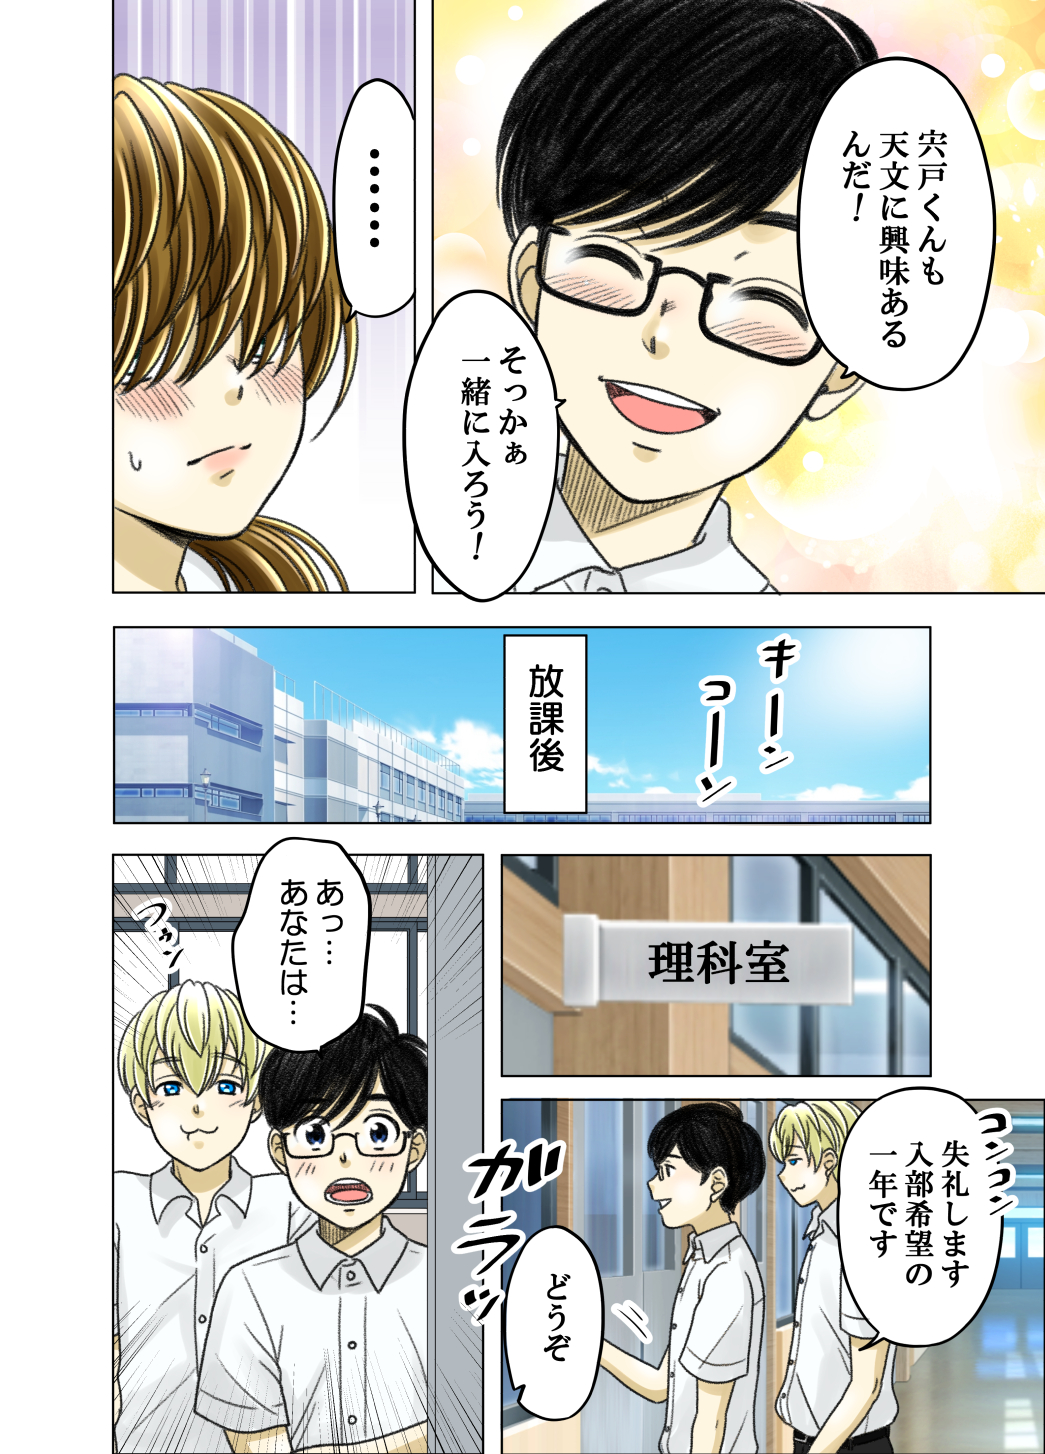 宍戸くんも
天文に興味ある
んだ！
そっかぁ
一緒に入ろう！
……
キーン
コーン
放課後
理科室
コンコン
失礼します
入部希望の
一年です
どうぞ
ガラッ
あっ…
あなたは…